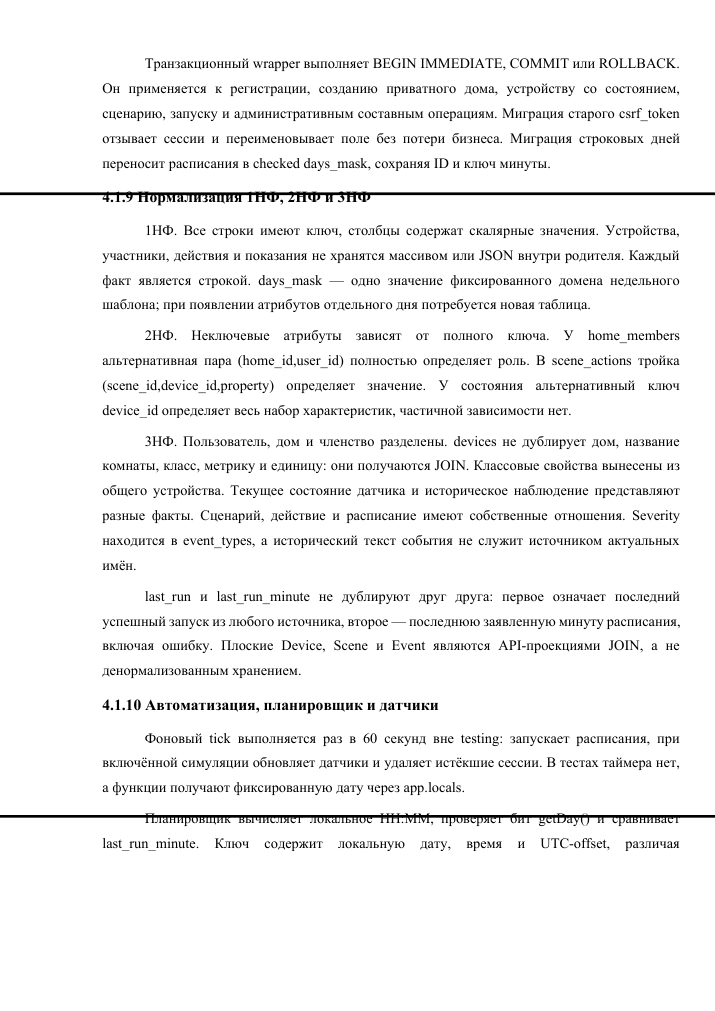 Транзакционный wrapper выполняет BEGIN IMMEDIATE, COMMIT или ROLLBACK.
Он применяется к регистрации, созданию приватного дома, устройству со состоянием,
сценарию, запуску и административным составным операциям. Миграция старого csrf_token
отзывает сессии и переименовывает поле без потери бизнеса. Миграция строковых дней
переносит расписания в checked days_mask, сохраняя ID и ключ минуты.
4.1.9 Нормализация 1НФ, 2НФ и 3НФ
1НФ. Все строки имеют ключ, столбцы содержат скалярные значения. Устройства,
участники, действия и показания не хранятся массивом или JSON внутри родителя. Каждый
факт является строкой. days_mask — одно значение фиксированного домена недельного
шаблона; при появлении атрибутов отдельного дня потребуется новая таблица.
2НФ. Неключевые атрибуты зависят от полного ключа. У home_members
альтернативная пара (home_id,user_id) полностью определяет роль. В scene_actions тройка
(scene_id,device_id,property) определяет значение. У состояния альтернативный ключ
device_id определяет весь набор характеристик, частичной зависимости нет.
3НФ. Пользователь, дом и членство разделены. devices не дублирует дом, название
комнаты, класс, метрику и единицу: они получаются JOIN. Классовые свойства вынесены из
общего устройства. Текущее состояние датчика и историческое наблюдение представляют
разные факты. Сценарий, действие и расписание имеют собственные отношения. Severity
находится в event_types, а исторический текст события не служит источником актуальных
имён.
last_run и last_run_minute не дублируют друг друга: первое означает последний
успешный запуск из любого источника, второе — последнюю заявленную минуту расписания,
включая ошибку. Плоские Device, Scene и Event являются API-проекциями JOIN, а не
денормализованным хранением.
4.1.10 Автоматизация, планировщик и датчики
Фоновый tick выполняется раз в 60 секунд вне testing: запускает расписания, при
включённой симуляции обновляет датчики и удаляет истёкшие сессии. В тестах таймера нет,
а функции получают фиксированную дату через app.locals.
Планировщик вычисляет локальное HH:MM, проверяет бит getDay() и сравнивает
last_run_minute. Ключ содержит локальную дату, время и UTC-offset, различая